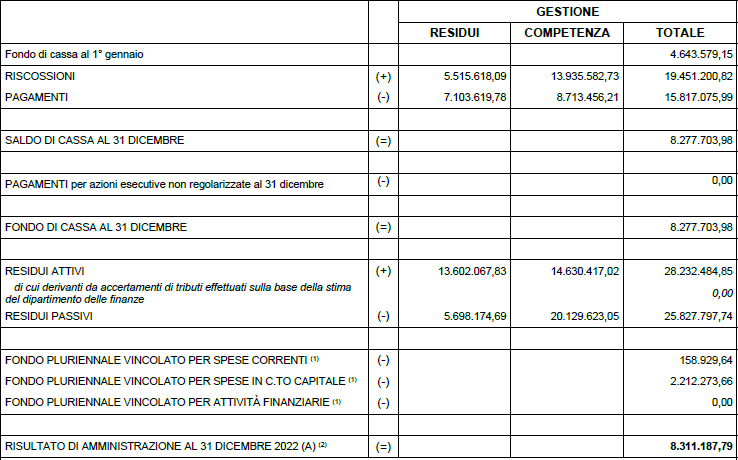 GESTIONE
RESIDUI COMPETENZA TOTALE
Fondo di cassa al 1° gennaio 4.643.579,15
RISCOSSIONI (+) 5.515.618,09 13.935.582,73 19.451.200,82
PAGAMENTI (-) 7.103.619,78 8.713.456,21 15.817.075,99
SALDO DI CASSA AL 31 DICEMBRE (=) 8.277.703,98
PAGAMENTI per azioni esecutive non regolarizzate al 31 dicembre (-) 0,00
FONDO DI CASSA AL 31 DICEMBRE (=) 8.277.703,98
RESIDUI ATTIVI (+) 13.602.067,83 14.630.417,02 28.232.484,85
di cui derivanti da accertamenti di tributi effettuati sulla base della stima 0,00
del dipartimento delle finanze
RESIDUI PASSIVI (-) 5.698.174,69 20.129.623,05 25.827.797,74
FONDO PLURIENNALE VINCOLATO PER SPESE CORRENTI (1) (-) 158.929,64
FONDO PLURIENNALE VINCOLATO PER SPESE IN C.TO CAPITALE (1) (-) 2.212.273,66
FONDO PLURIENNALE VINCOLATO PER ATTIVITÀ FINANZIARIE (1) (-) 0,00
RISULTATO DI AMMINISTRAZIONE AL 31 DICEMBRE 2022 (A) (2) (=) 8.311.187,79